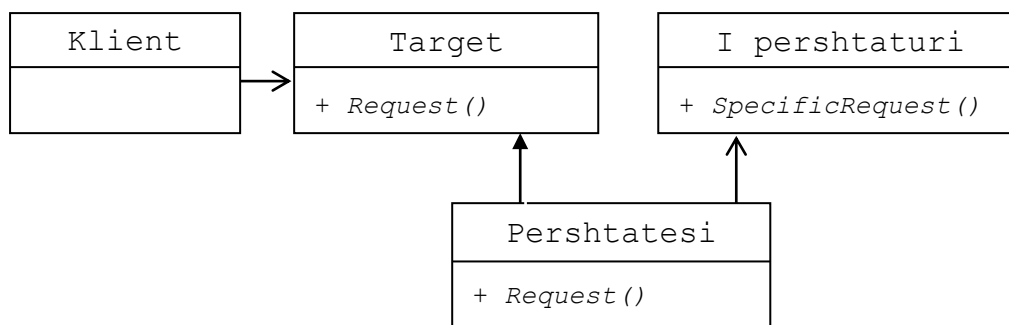 Klient
Target
+ Request()
I pershtaturi
+ SpecificRequest()
Pershtatesi
+ Request()